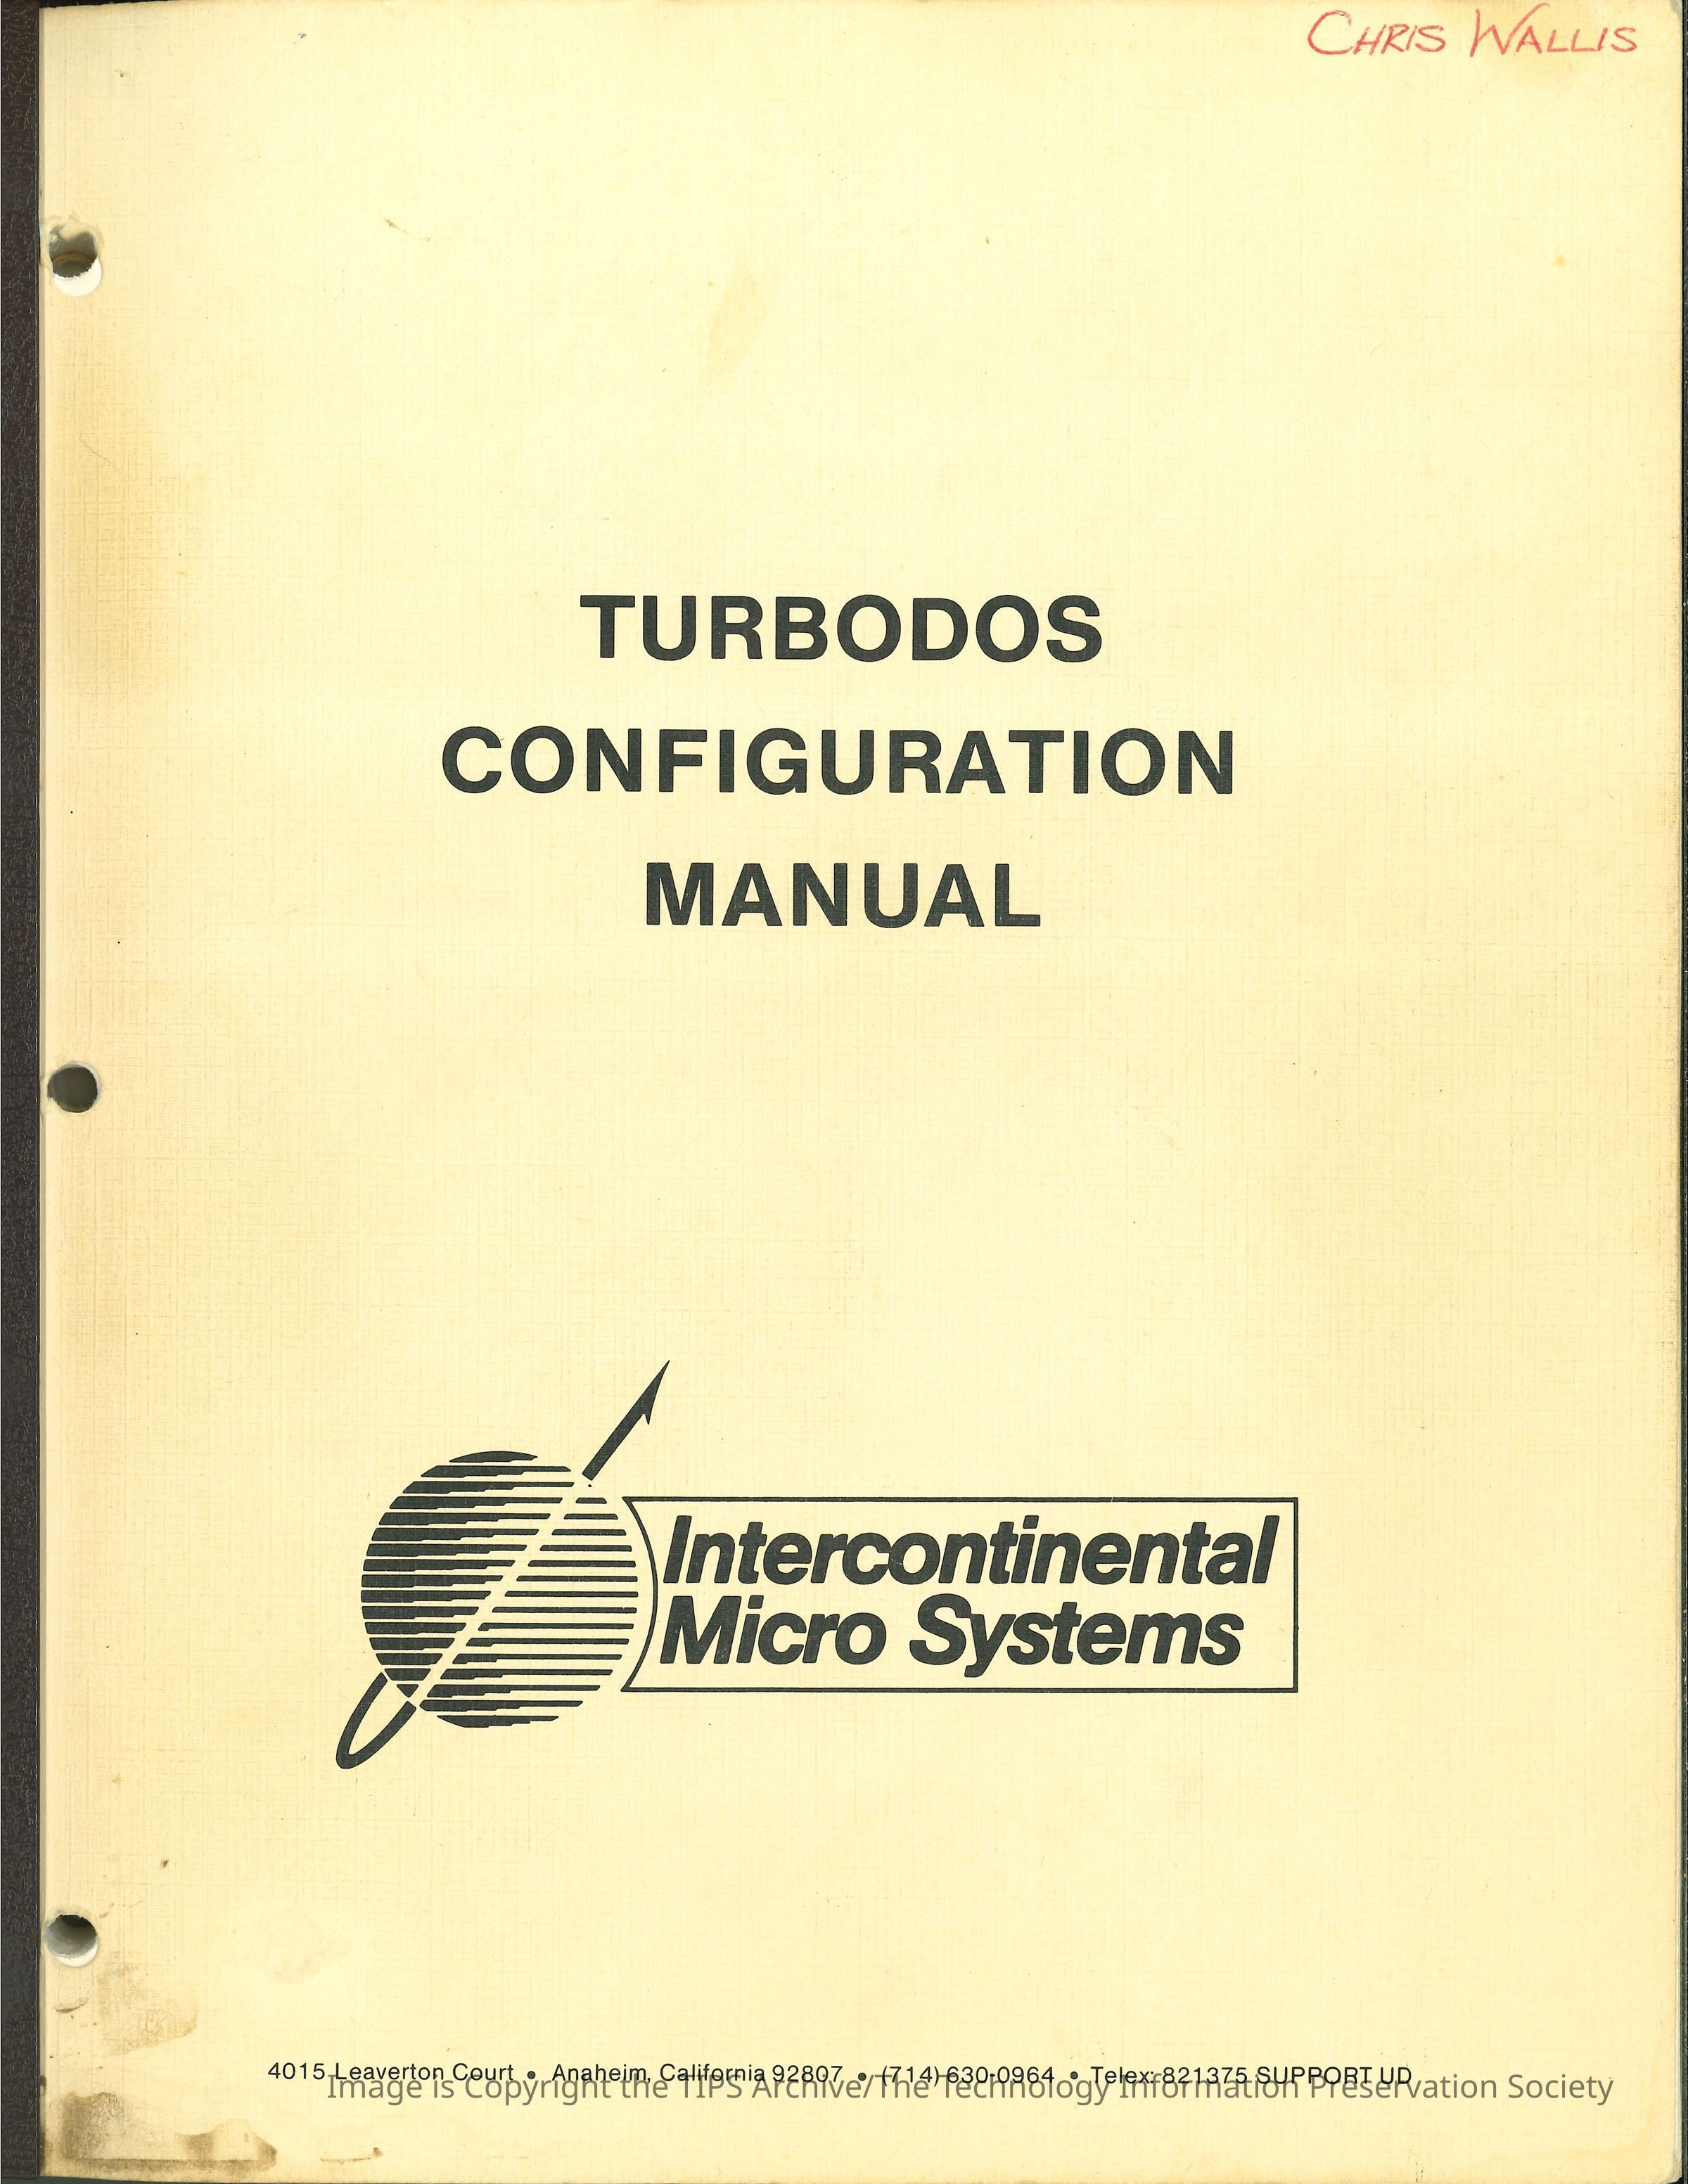 CHRIS WALLIS
TURBODOS
CONFIGURATION
MANUAL
Intercontinental
Micro Systems
4015 Leaverton Court • Anaheim, California 92807 • (714) 630-0964 • Telex: 821375 SUPPORT UD
Image is Copyright the TIPS Archive/The Technology Information Preservation Society